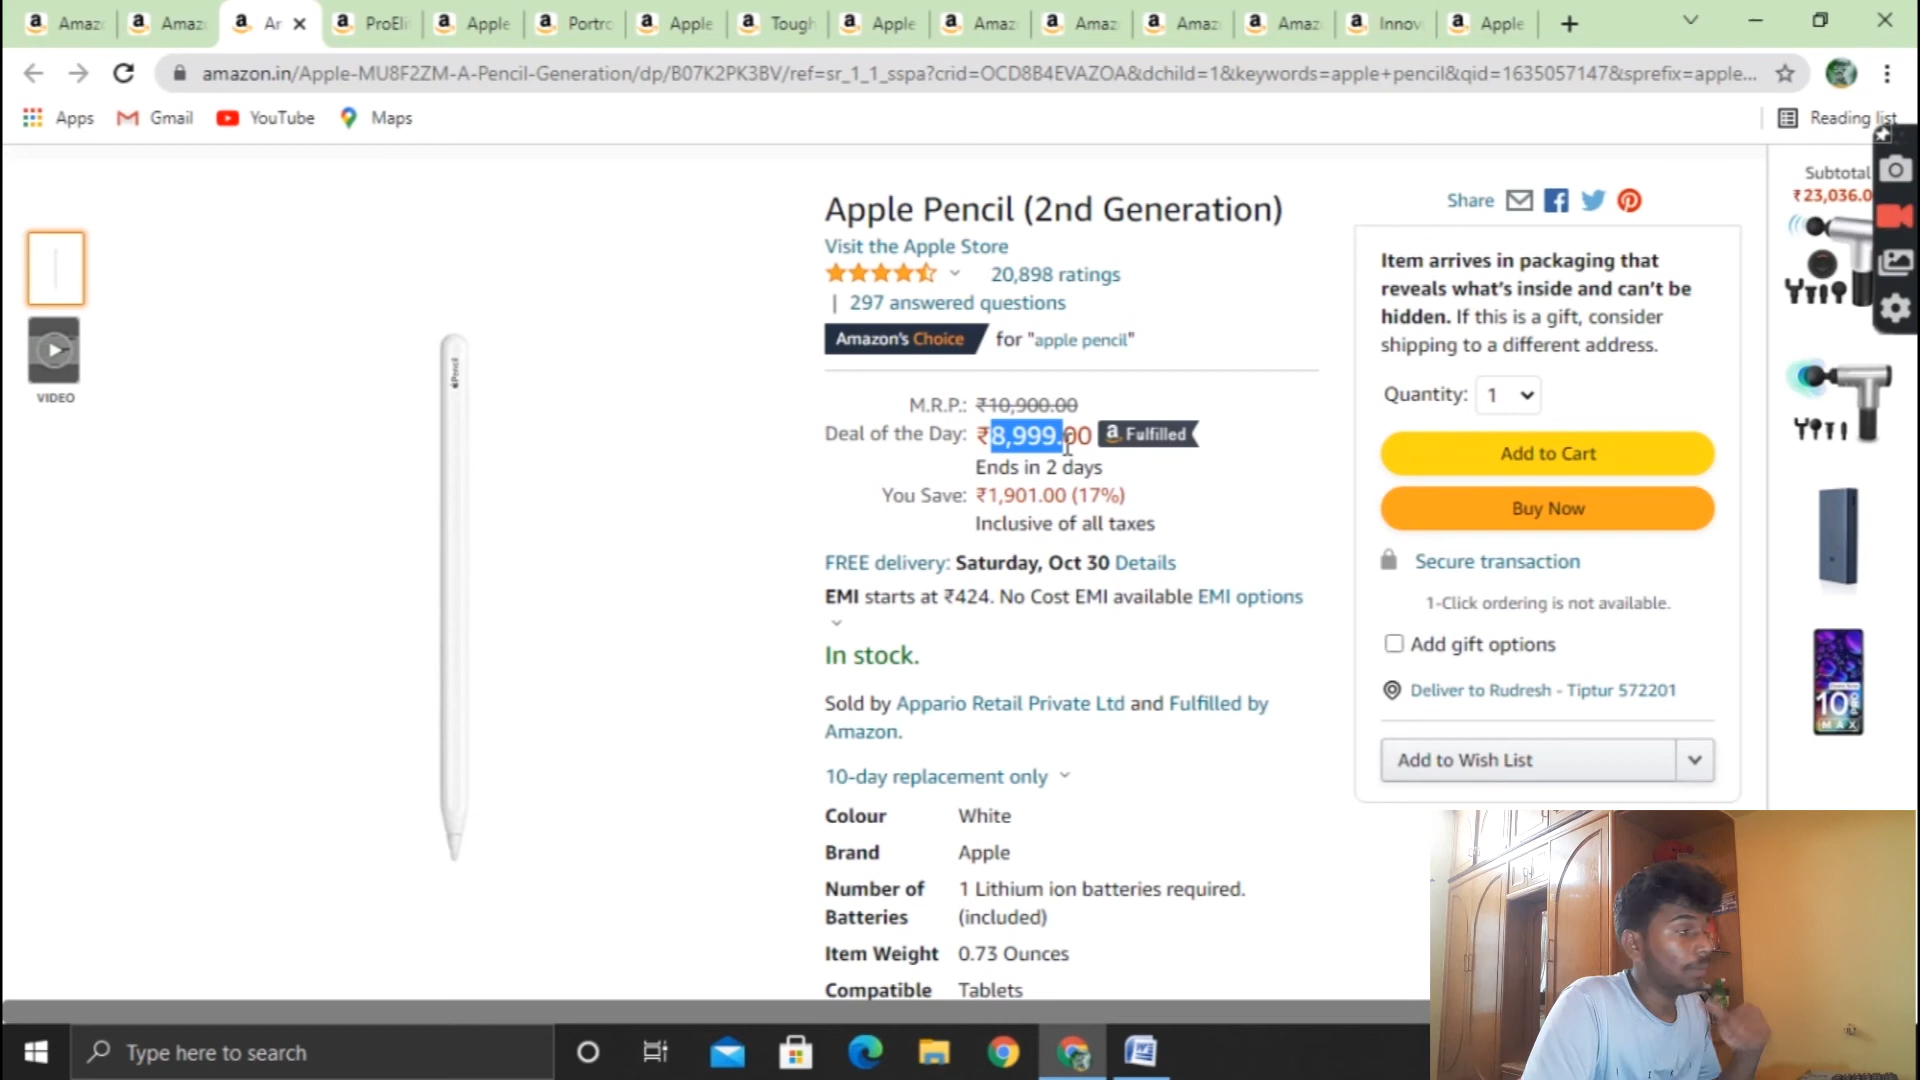 Amaz
Amaz
Ar
ProElit
Apple
Portro
Apple
Tough
Apple
Amaz
Amaz
Amaz
Amaz
Innov
Apple
amazon.in/Apple-MU8F2ZM-A-Pencil-Generation/dp/B07K2PK3BV/ref=sr_1_1_sspa?crid=OCD8B4EVAZOA&dchild=1&keywords=apple+pencil&qid=1635057147&sprefix=apple...
Apps
Gmail
YouTube
Maps
Reading list
VIDEO
Pencil
Apple Pencil (2nd Generation)
Visit the Apple Store
20,898 ratings
| 297 answered questions
Amazon's Choice for "apple pencil"
M.R.P.: ₹10,900.00
Deal of the Day: ₹8,999.00 a Fulfilled
Ends in 2 days
You Save: ₹1,901.00 (17%)
Inclusive of all taxes
FREE delivery: Saturday, Oct 30 Details
EMI starts at ₹424. No Cost EMI available EMI options
In stock.
Sold by Appario Retail Private Ltd and Fulfilled by
Amazon.
10-day replacement only
Colour White
Brand Apple
Number of 1 Lithium ion batteries required.
Batteries (included)
Item Weight 0.73 Ounces
Compatible Tablets
Share
Item arrives in packaging that
reveals what's inside and can't be
hidden. If this is a gift, consider
shipping to a different address.
Quantity: 1
Add to Cart
Buy Now
Secure transaction
1-Click ordering is not available.
Add gift options
Deliver to Rudresh - Tiptur 572201
Add to Wish List
Subtotal
₹23,036.0
10
MAX
Type here to search